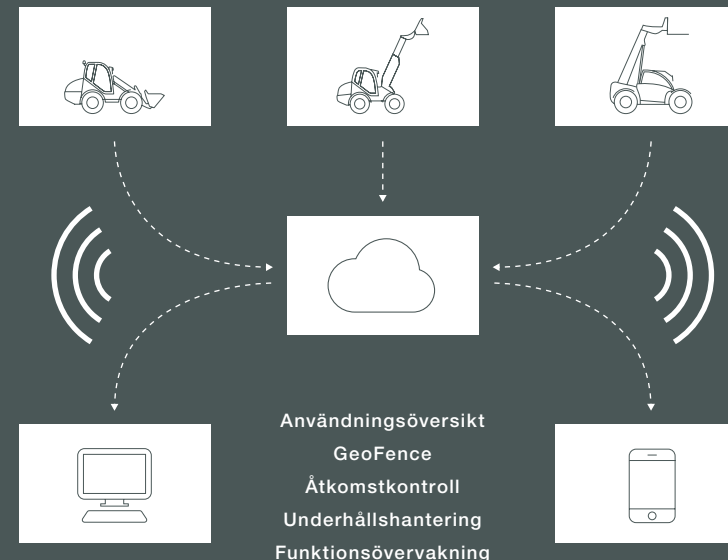 Användningsöversikt
GeoFence
Åtkomstkontroll
Underhållshantering
Funktionsövervakning